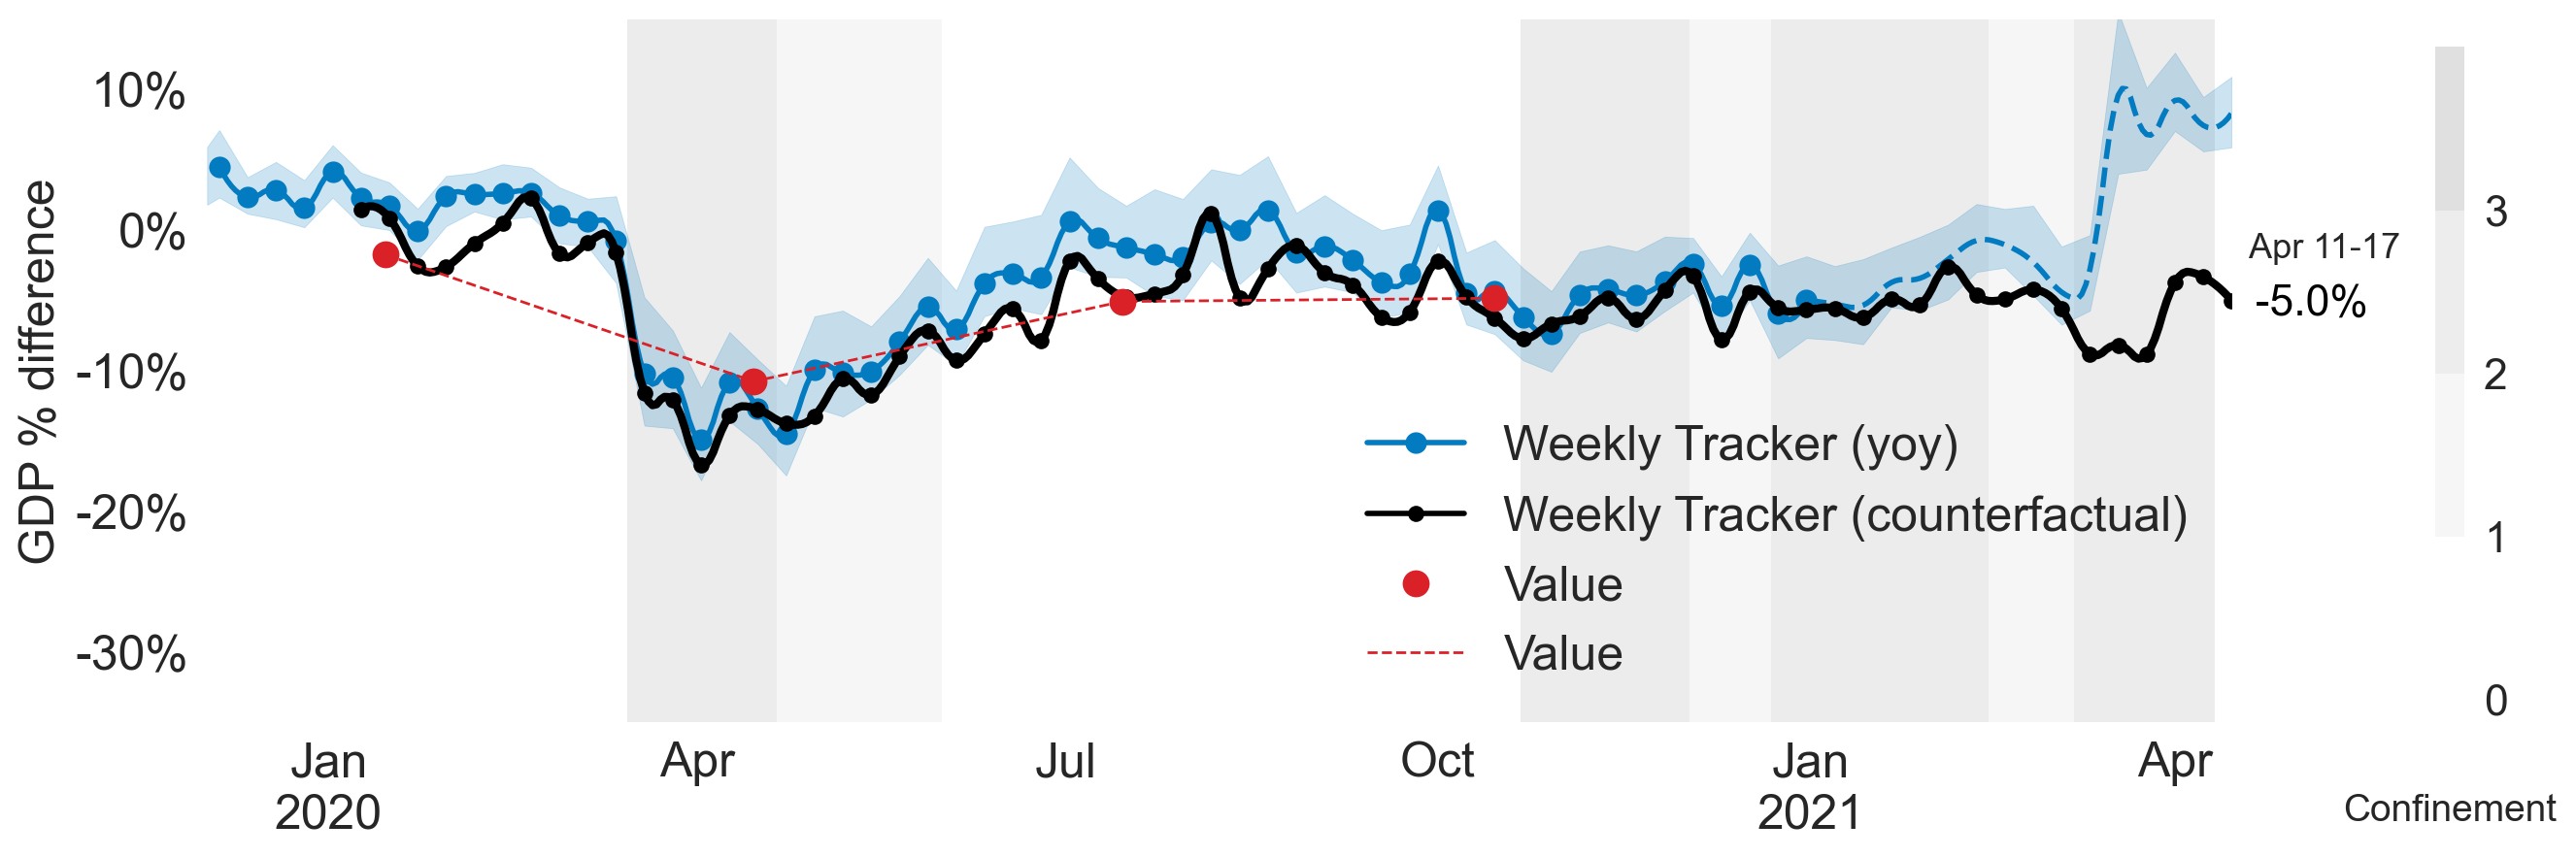 GDP % difference
10%
0%
-10%
-20%
-30%
Jan
2020
Apr
Jul
Oct
Jan
2021
Apr
Weekly Tracker (yoy)
Weekly Tracker (counterfactual)
Value
Value
Apr 11-17
-5.0%
3
2
1
0
Confinement